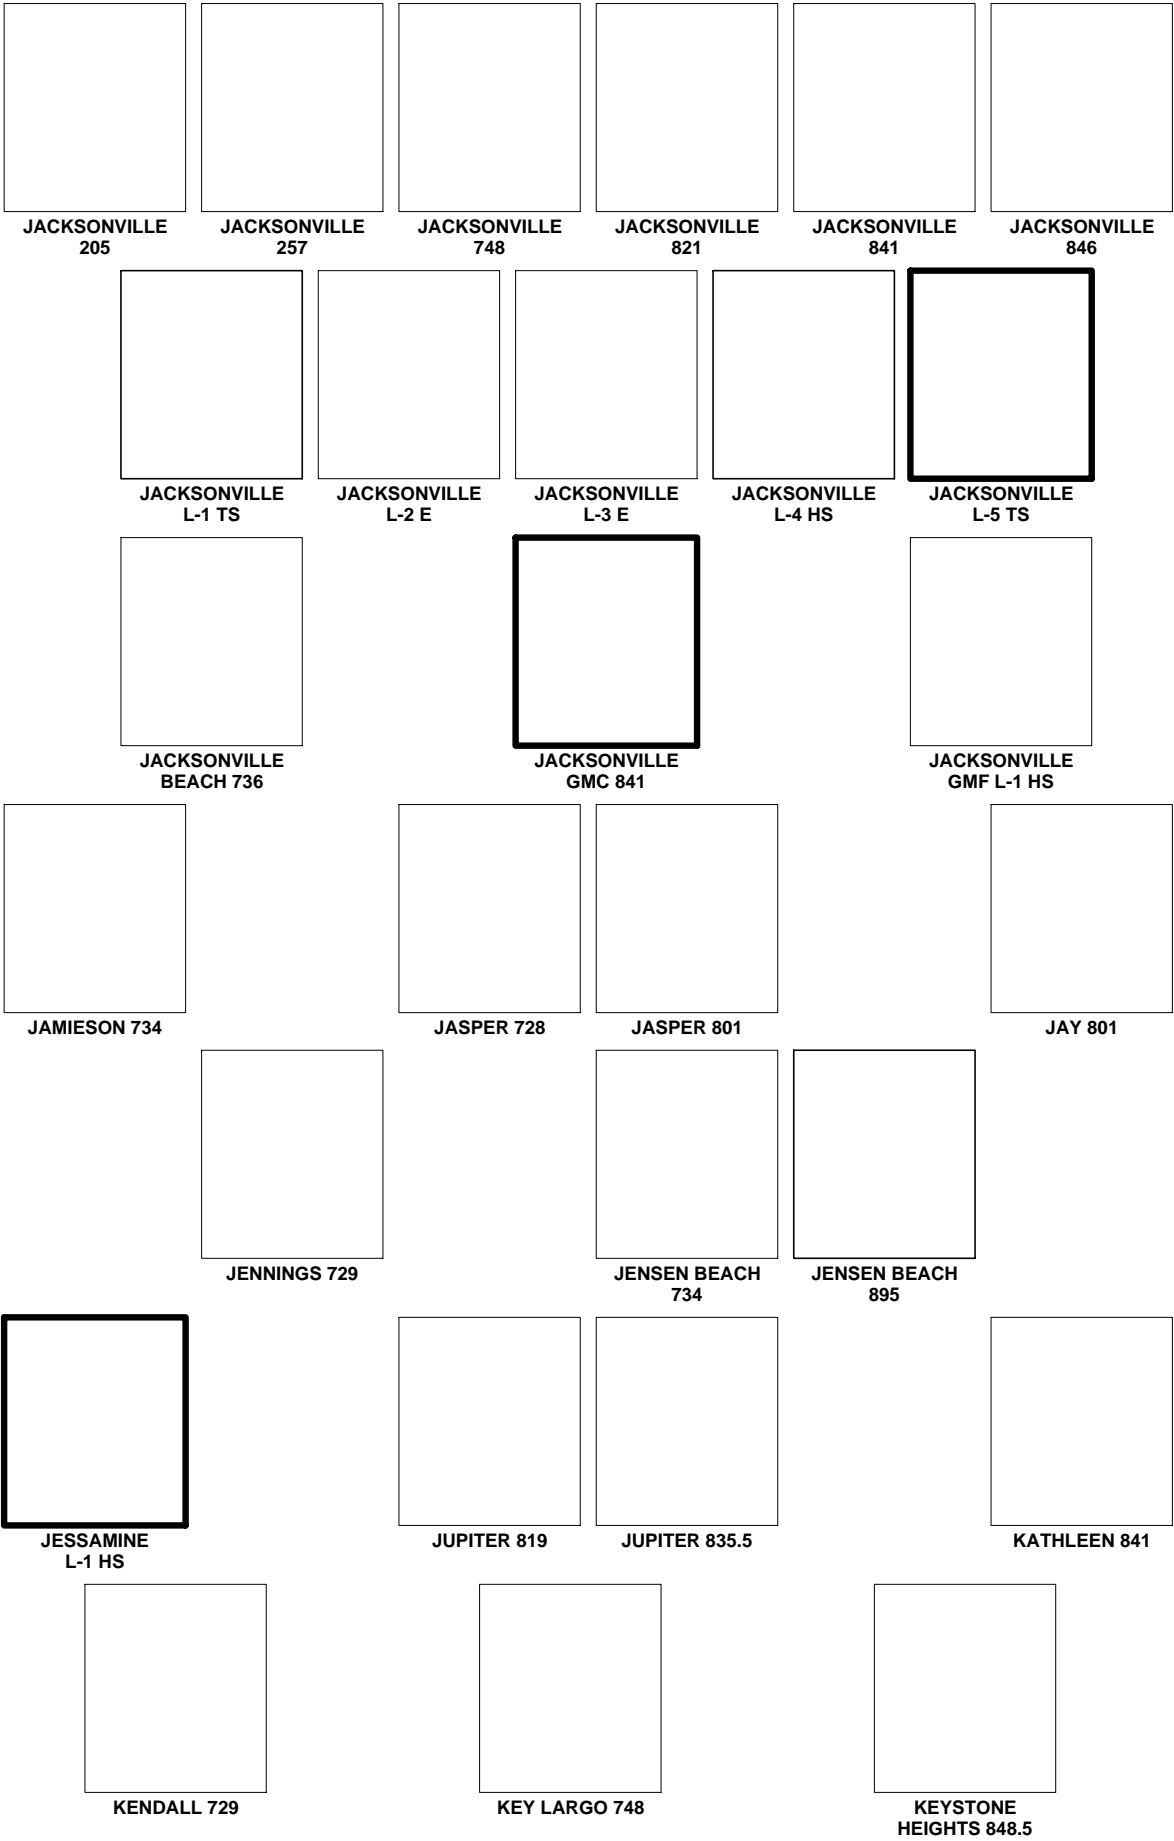 JACKSONVILLE
205
JACKSONVILLE
257
JACKSONVILLE
748
JACKSONVILLE
821
JACKSONVILLE
841
JACKSONVILLE
846
JACKSONVILLE
L-1 TS
JACKSONVILLE
L-2 E
JACKSONVILLE
L-3 E
JACKSONVILLE
L-4 HS
JACKSONVILLE
L-5 TS
JACKSONVILLE
BEACH 736
JACKSONVILLE
GMC 841
JACKSONVILLE
GMF L-1 HS
JAMIESON 734
JASPER 728
JASPER 801
JAY 801
JENNINGS 729
JENSEN BEACH
734
JENSEN BEACH
895
JESSAMINE
L-1 HS
JUPITER 819
JUPITER 835.5
KATHLEEN 841
KENDALL 729
KEY LARGO 748
KEYSTONE
HEIGHTS 848.5